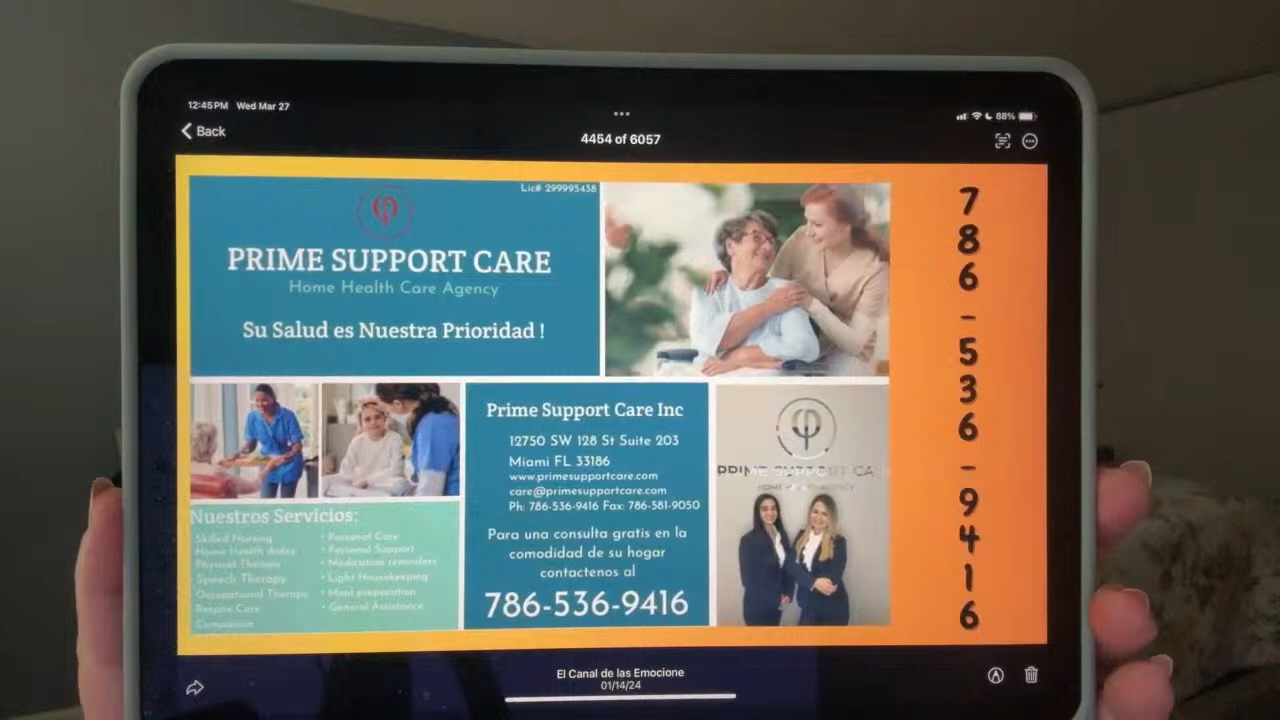 12:45 PM Wed Mar 27
88%
Back
4454 of 6057
Lic# 299995438
PRIME SUPPORT CARE
Home Health Care Agency
Su Salud es Nuestra Prioridad !
786-536-9416
Nuestros Servicios:
Skilled Nursing
Home Health Aides
Physical Therapy
Speech Therapy
Occupational Therapy
Respite Care
Companion
• Personal Care
• Personal Support
• Medication reminders
• Light Housekeeping
• Meal preparation
• General Assistance
Prime Support Care Inc
12750 SW 128 St Suite 203
Miami FL 33186
www.primesupportcare.com
care@primesupportcare.com
Ph: 786-536-9416 Fax: 786-581-9050
Para una consulta gratis en la
comodidad de su hogar
contactenos al
786-536-9416
PRIME SUPPORT CA
El Canal de las Emocione
01/14/24